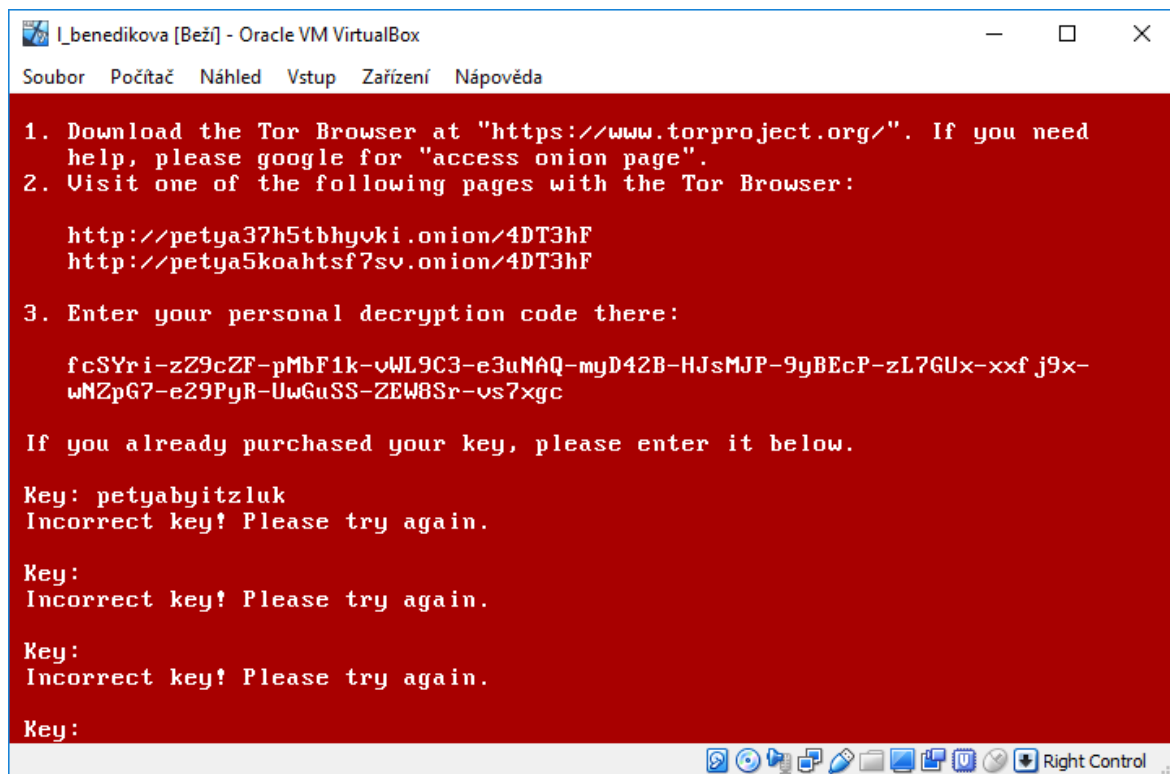 I_benedikova [Beží] - Oracle VM VirtualBox
Soubor Počítač Náhled Vstup Zařízení Nápověda
1. Download the Tor Browser at "https://www.torproject.org/". If you need
help, please google for "access onion page".
2. Visit one of the following pages with the Tor Browser:
http://petya37h5tbhyvki.onion/4DT3hF
http://petya5koahtsf7sv.onion/4DT3hF
3. Enter your personal decryption code there:
fcSYri-zZ9cZF-pMbF1k-vWL9C3-e3uNAQ-myD42B-HJsMJP-9yBEcP-zL7GUx-xxfj9x-
wNZpG7-e29PyR-UwGuSS-ZEW8Sr-vs7xgc
If you already purchased your key, please enter it below.
Key: petyabyitzluk
Incorrect key! Please try again.
Key:
Incorrect key! Please try again.
Key:
Incorrect key! Please try again.
Key:
Right Control